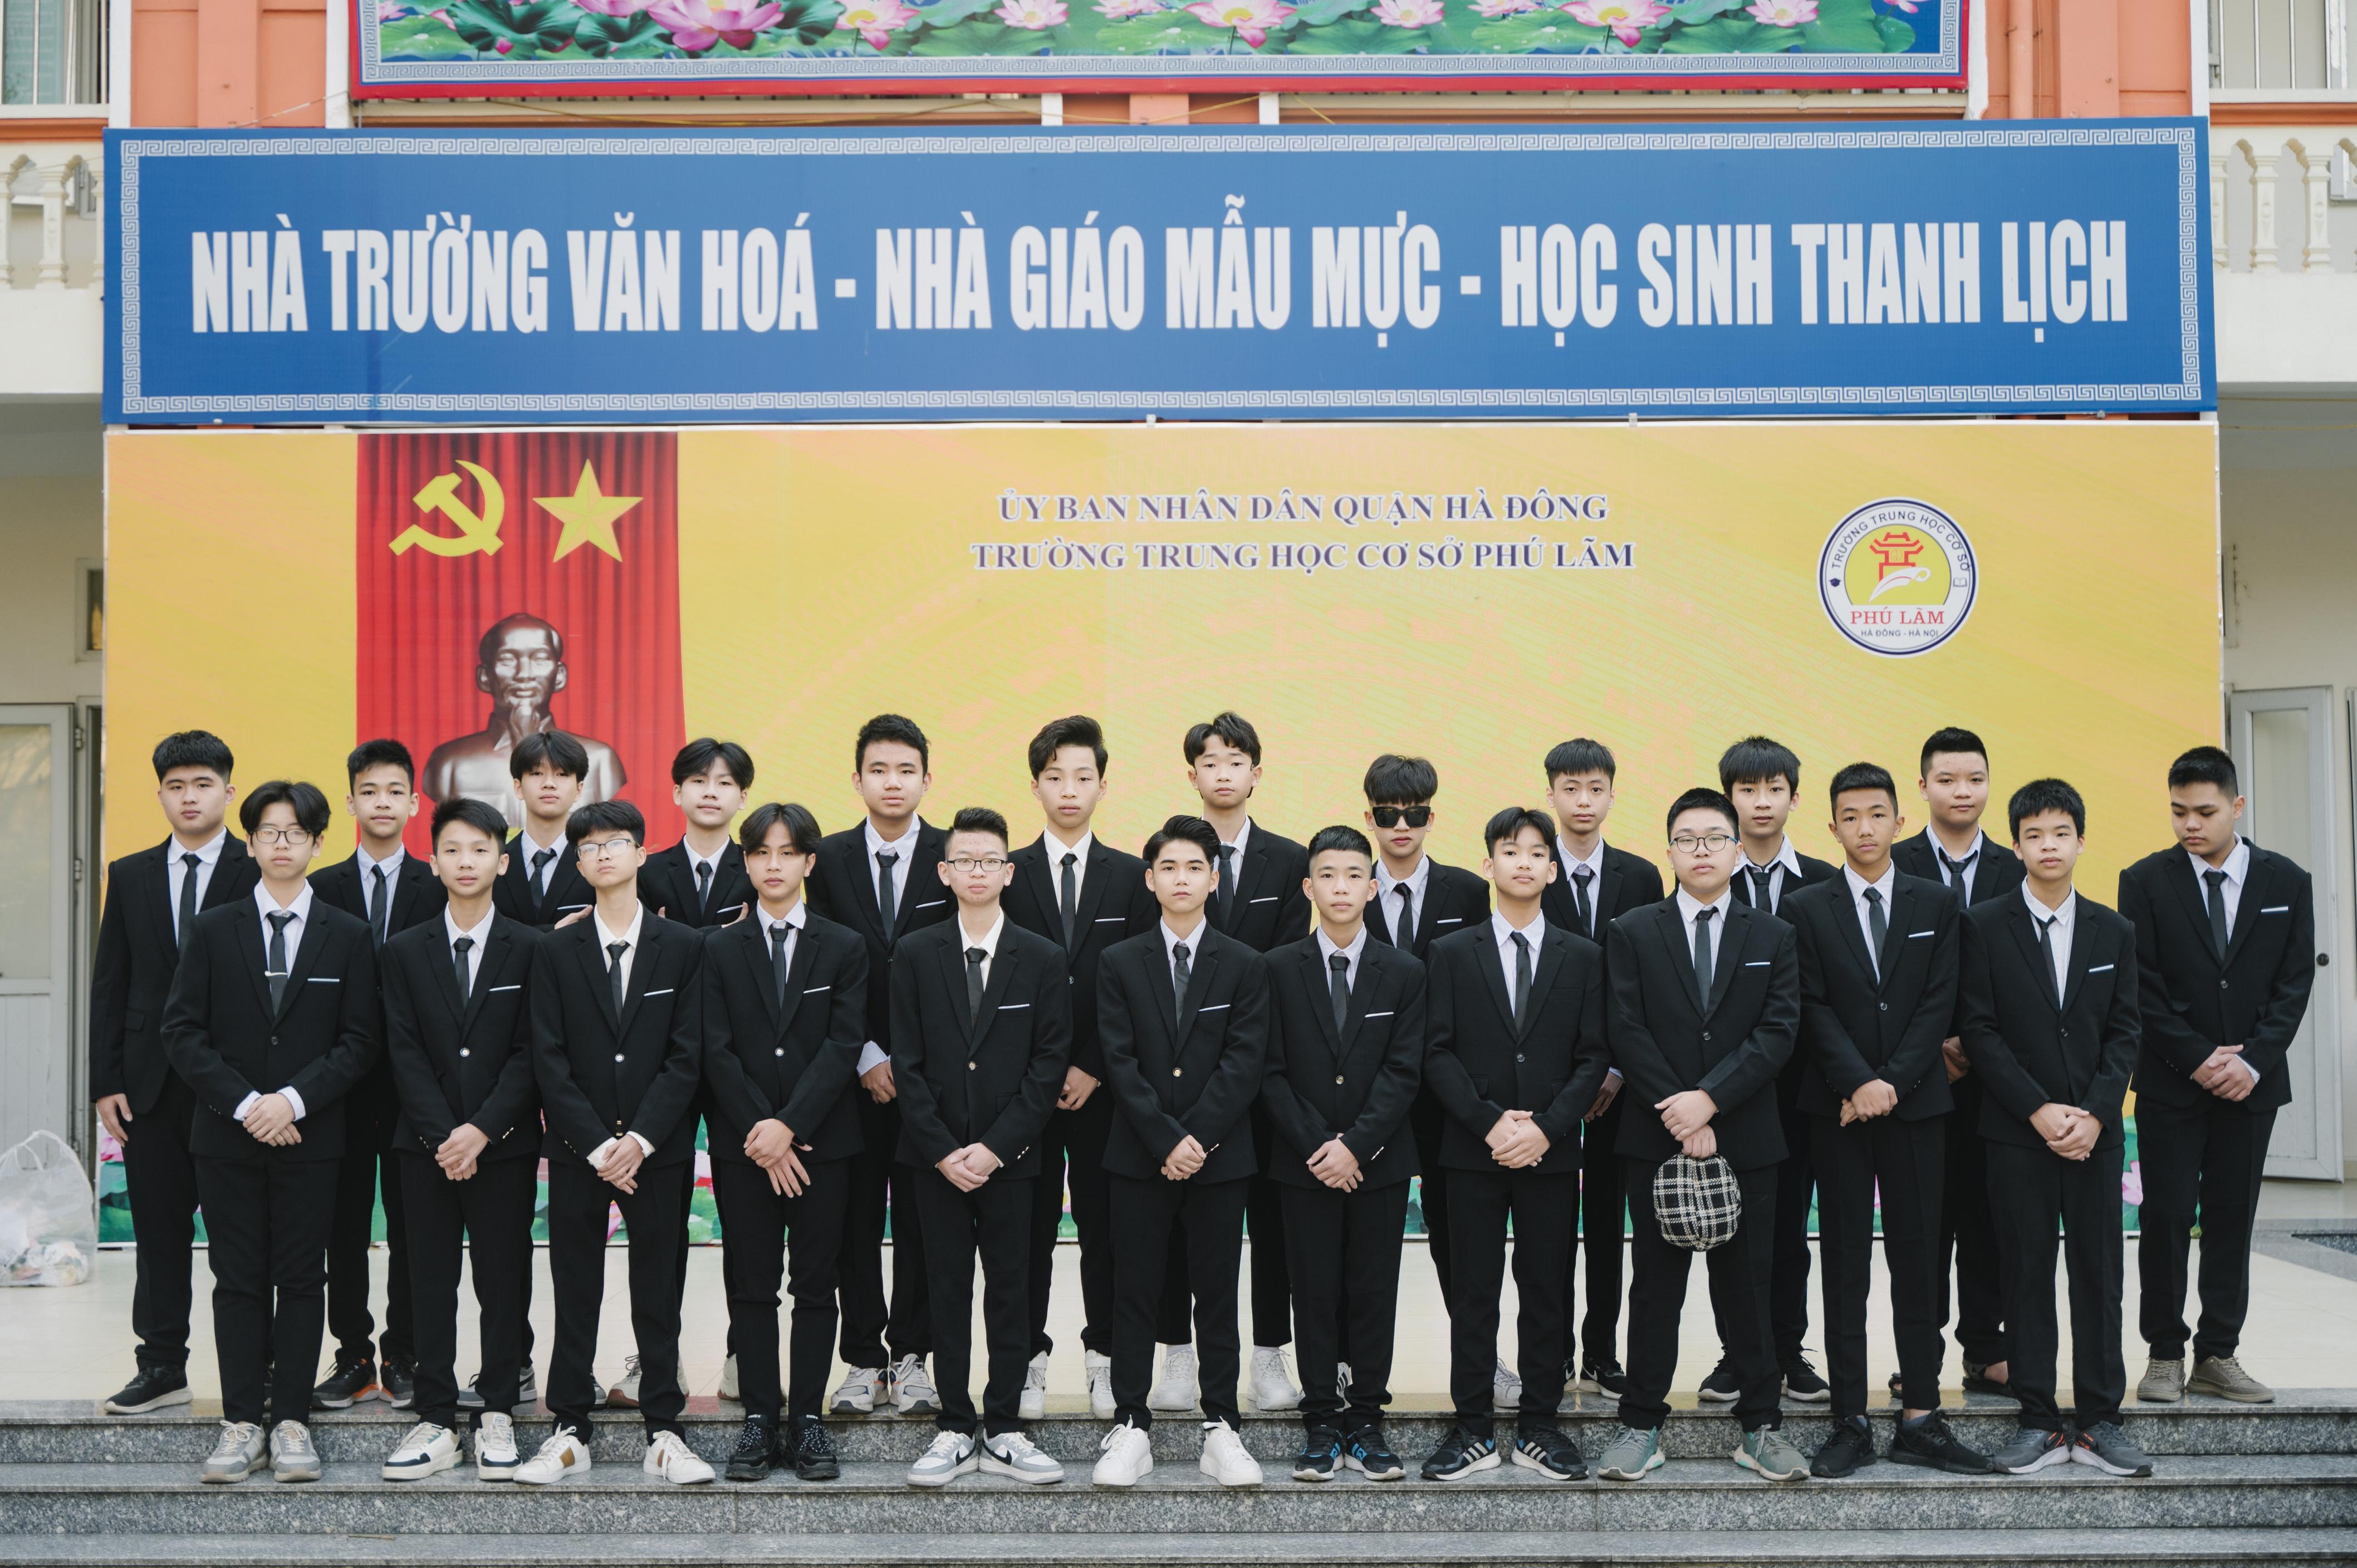 NHÀ TRƯỜNG VĂN HOÁ - NHÀ GIÁO MẪU MỰC - HỌC SINH THANH LỊCH
ỦY BAN NHÂN DÂN QUẬN HÀ ĐÔNG
TRƯỜNG TRUNG HỌC CƠ SỞ PHÚ LÃM
TRƯỜNG TRUNG HỌC CƠ SỞ
PHÚ LÃM
HÀ ĐÔNG - HÀ NỘI